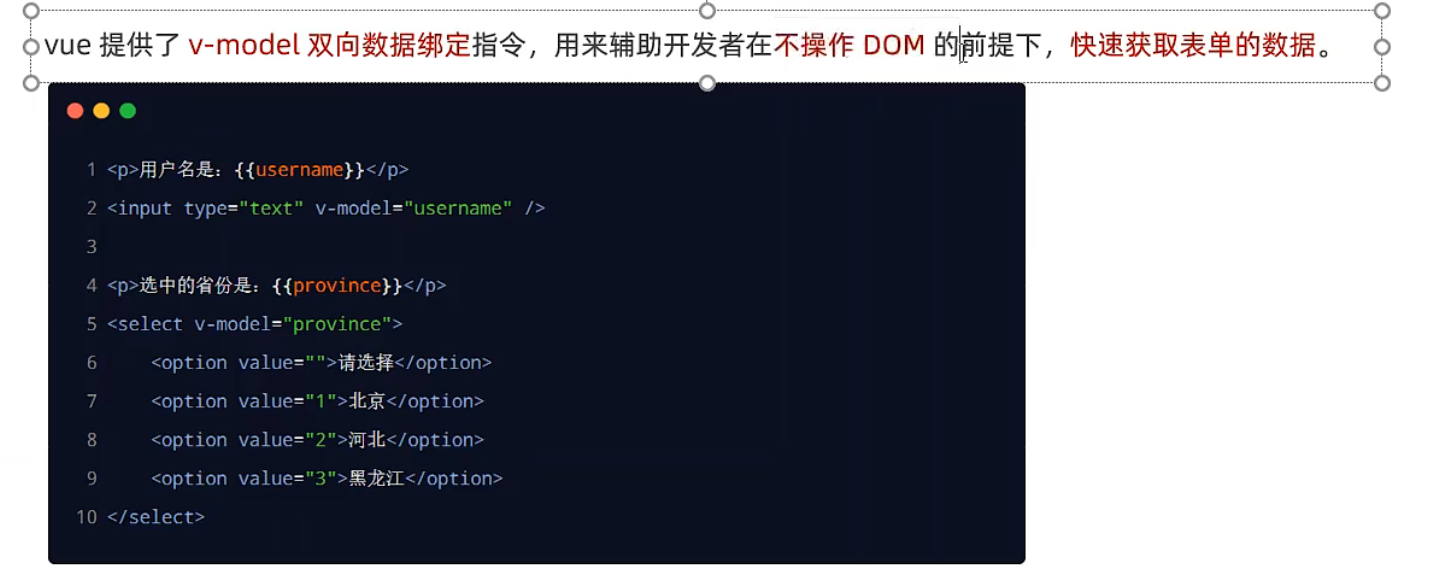 vue 提供了 v-model 双向数据绑定指令，用来辅助开发者在不操作 DOM 的前提下，快速获取表单的数据。
1 <p>用户名是：{{username}}</p>
2 <input type="text" v-model="username" />
3
4 <p>选中的省份是：{{province}}</p>
5 <select v-model="province">
6     <option value="">请选择</option>
7     <option value="1">北京</option>
8     <option value="2">河北</option>
9     <option value="3">黑龙江</option>
10 </select>